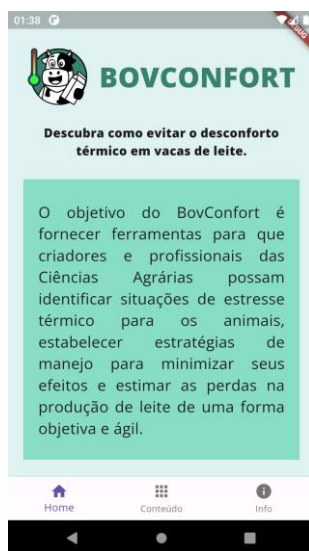 01:38
DEBUG
BOVCONFORT
Descubra como evitar o desconforto
térmico em vacas de leite.
O objetivo do BovConfort é
fornecer ferramentas para que
criadores e profissionais das
Ciências Agrárias possam
identificar situações de estresse
térmico para os animais,
estabelecer estratégias de
manejo para minimizar seus
efeitos e estimar as perdas na
produção de leite de uma forma
objetiva e ágil.
Home Conteúdo Info